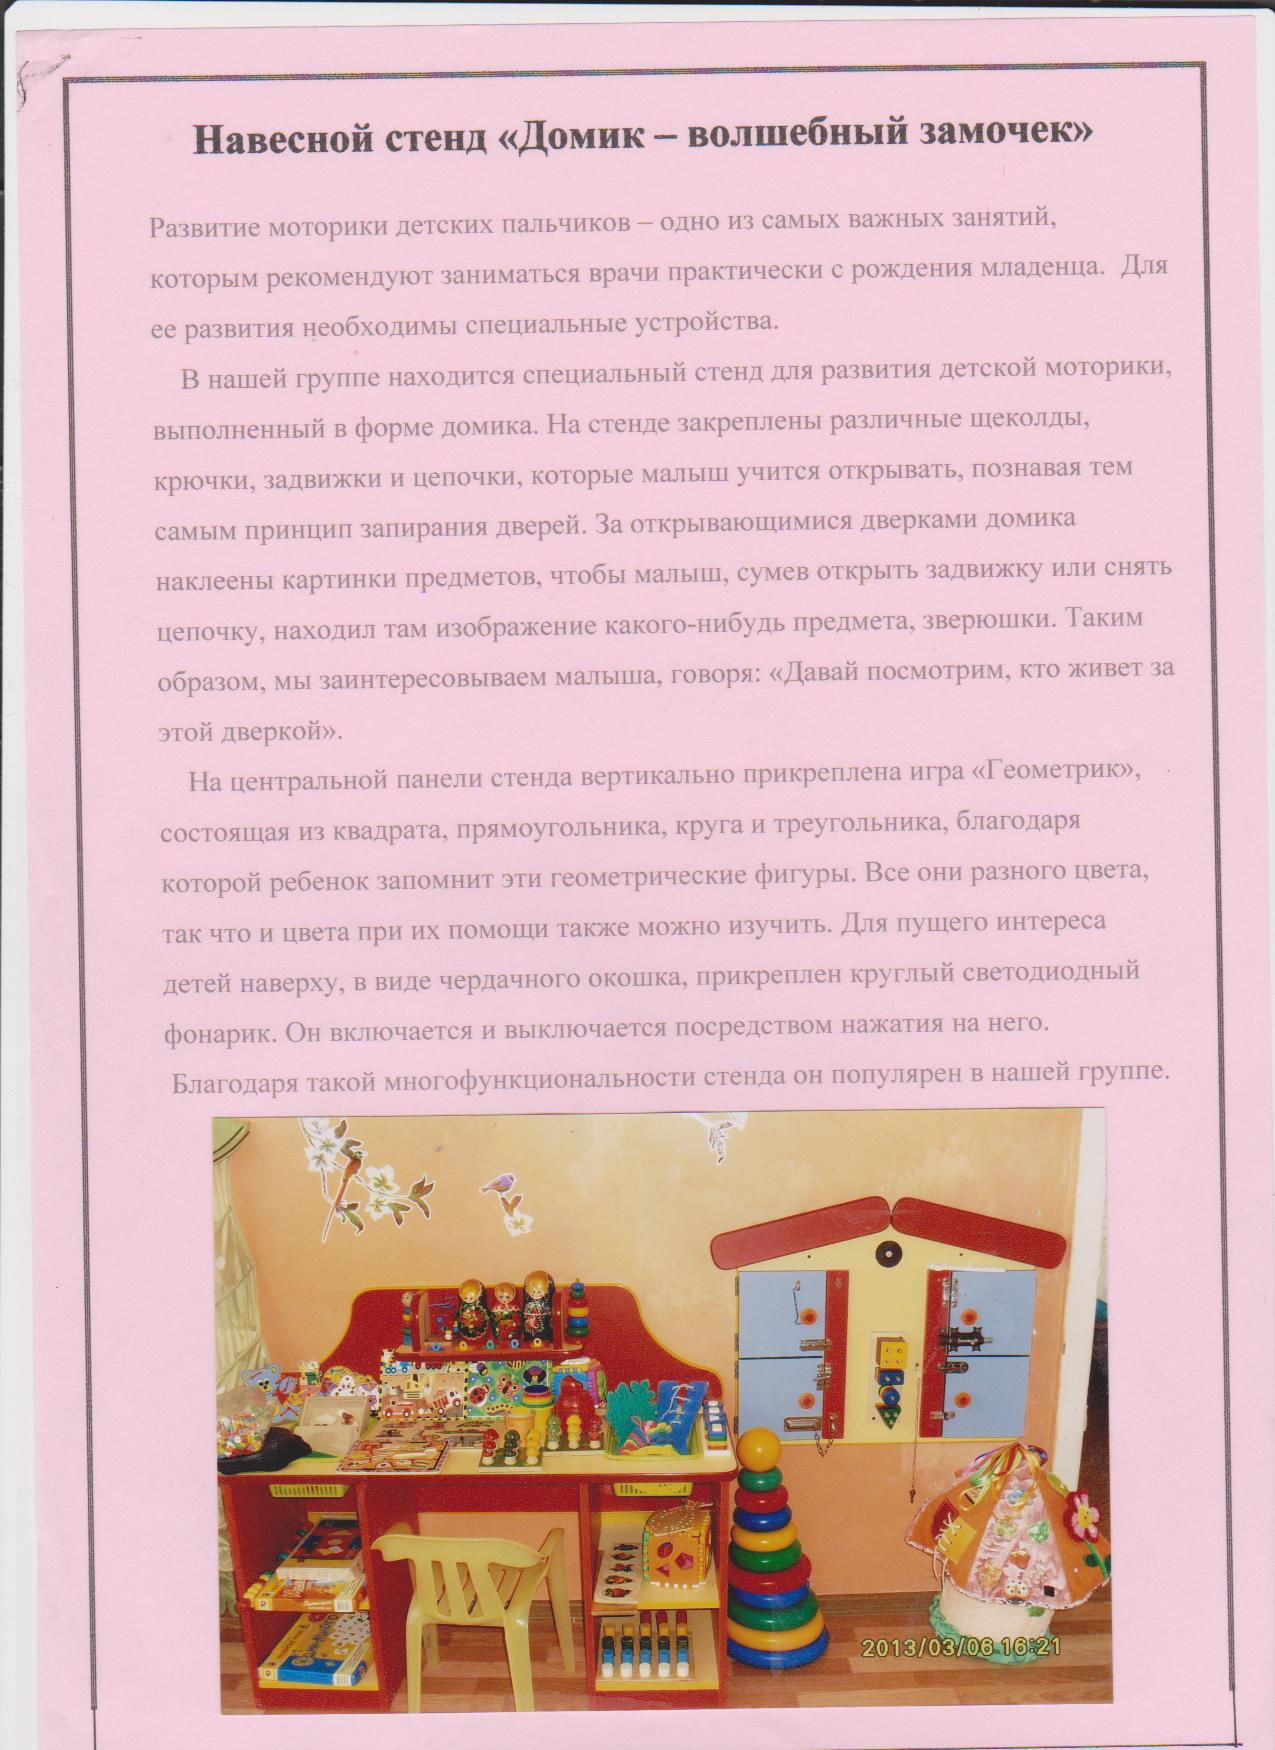 Навесной стенд «Домик – волшебный замочек»
Развитие моторики детских пальчиков – одно из самых важных занятий,
которым рекомендуют заниматься врачи практически с рождения младенца. Для
ее развития необходимы специальные устройства.
В нашей группе находится специальный стенд для развития детской моторики,
выполненный в форме домика. На стенде закреплены различные щеколды,
крючки, задвижки и цепочки, которые малыш учится открывать, познавая тем
самым принцип запирания дверей. За открывающимися дверками домика
наклеены картинки предметов, чтобы малыш, сумев открыть задвижку или снять
цепочку, находил там изображение какого-нибудь предмета, зверюшки. Таким
образом, мы заинтересовываем малыша, говоря: «Давай посмотрим, кто живет за
этой дверкой».
На центральной панели стенда вертикально прикреплена игра «Геометрик»,
состоящая из квадрата, прямоугольника, круга и треугольника, благодаря
которой ребенок запомнит эти геометрические фигуры. Все они разного цвета,
так что и цвета при их помощи также можно изучить. Для пущего интереса
детей наверху, в виде чердачного окошка, прикреплен круглый светодиодный
фонарик. Он включается и выключается посредством нажатия на него.
Благодаря такой многофункциональности стенда он популярен в нашей группе.
2013/03/06 16:21